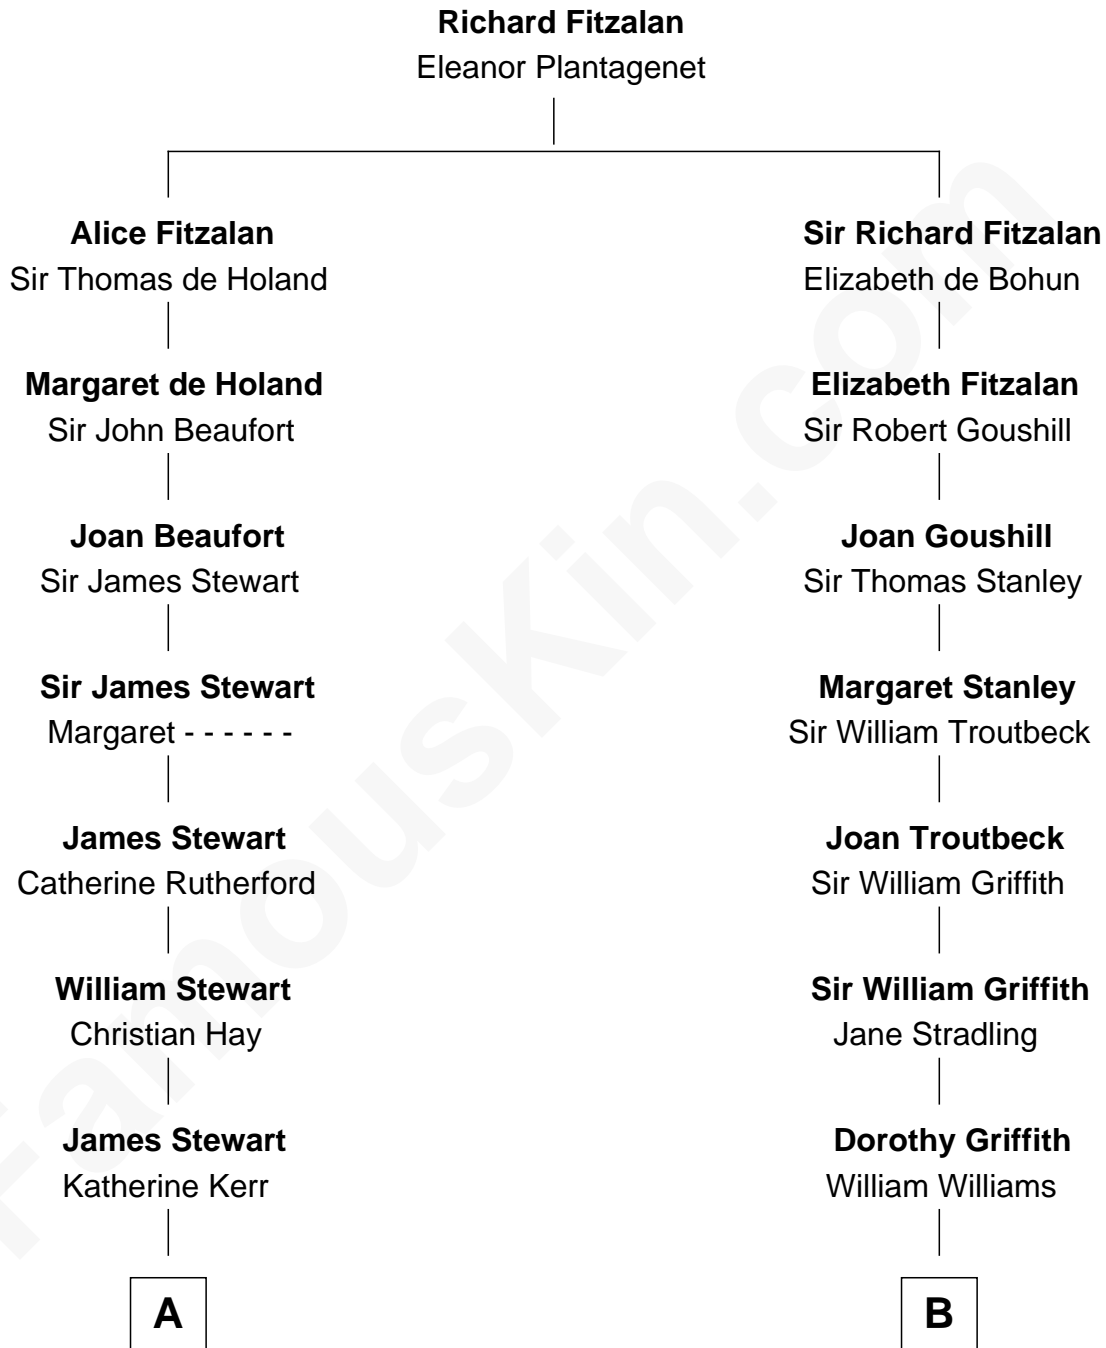 Richard Fitzalan
Eleanor Plantagenet
Alice Fitzalan
Sir Thomas de Holand
Margaret de Holand
Sir John Beaufort
Joan Beaufort
Sir James Stewart
Sir James Stewart
Margaret - - - - - -
James Stewart
Catherine Rutherford
William Stewart
Christian Hay
James Stewart
Katherine Kerr
A
Sir Richard Fitzalan
Elizabeth de Bohun
Elizabeth Fitzalan
Sir Robert Goushill
Joan Goushill
Sir Thomas Stanley
Margaret Stanley
Sir William Troutbeck
Joan Troutbeck
Sir William Griffith
Sir William Griffith
Jane Stradling
Dorothy Griffith
William Williams
B
FamousKin.com